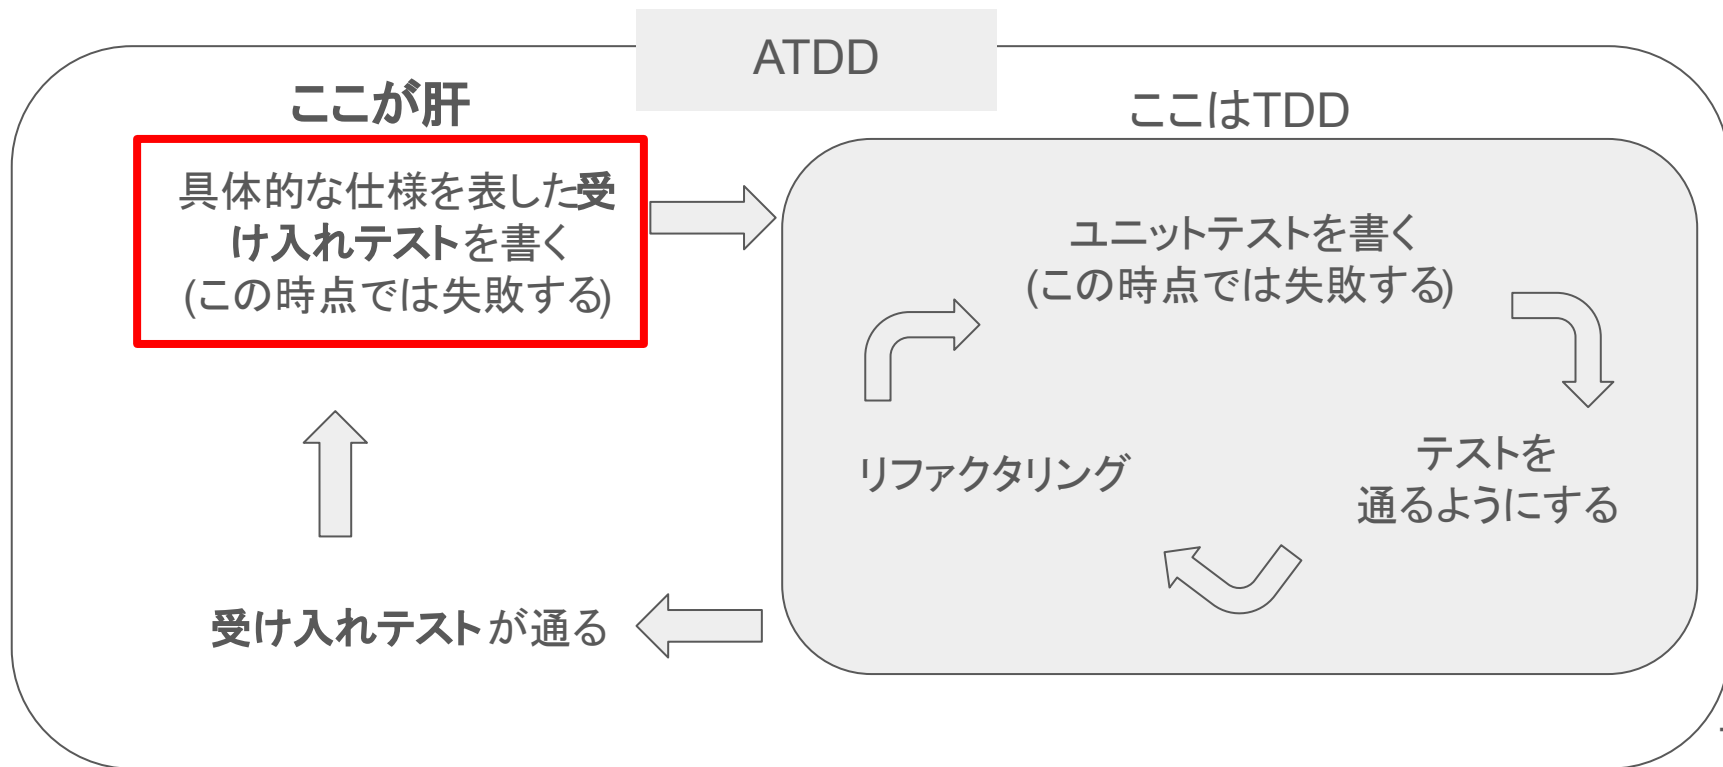 ATDD
ここが肝
具体的な仕様を表した受
け入れテストを書く
(この時点では失敗する)
受け入れテストが通る
ここはTDD
ユニットテストを書く
(この時点では失敗する)
テストを
通るようにする
リファクタリング